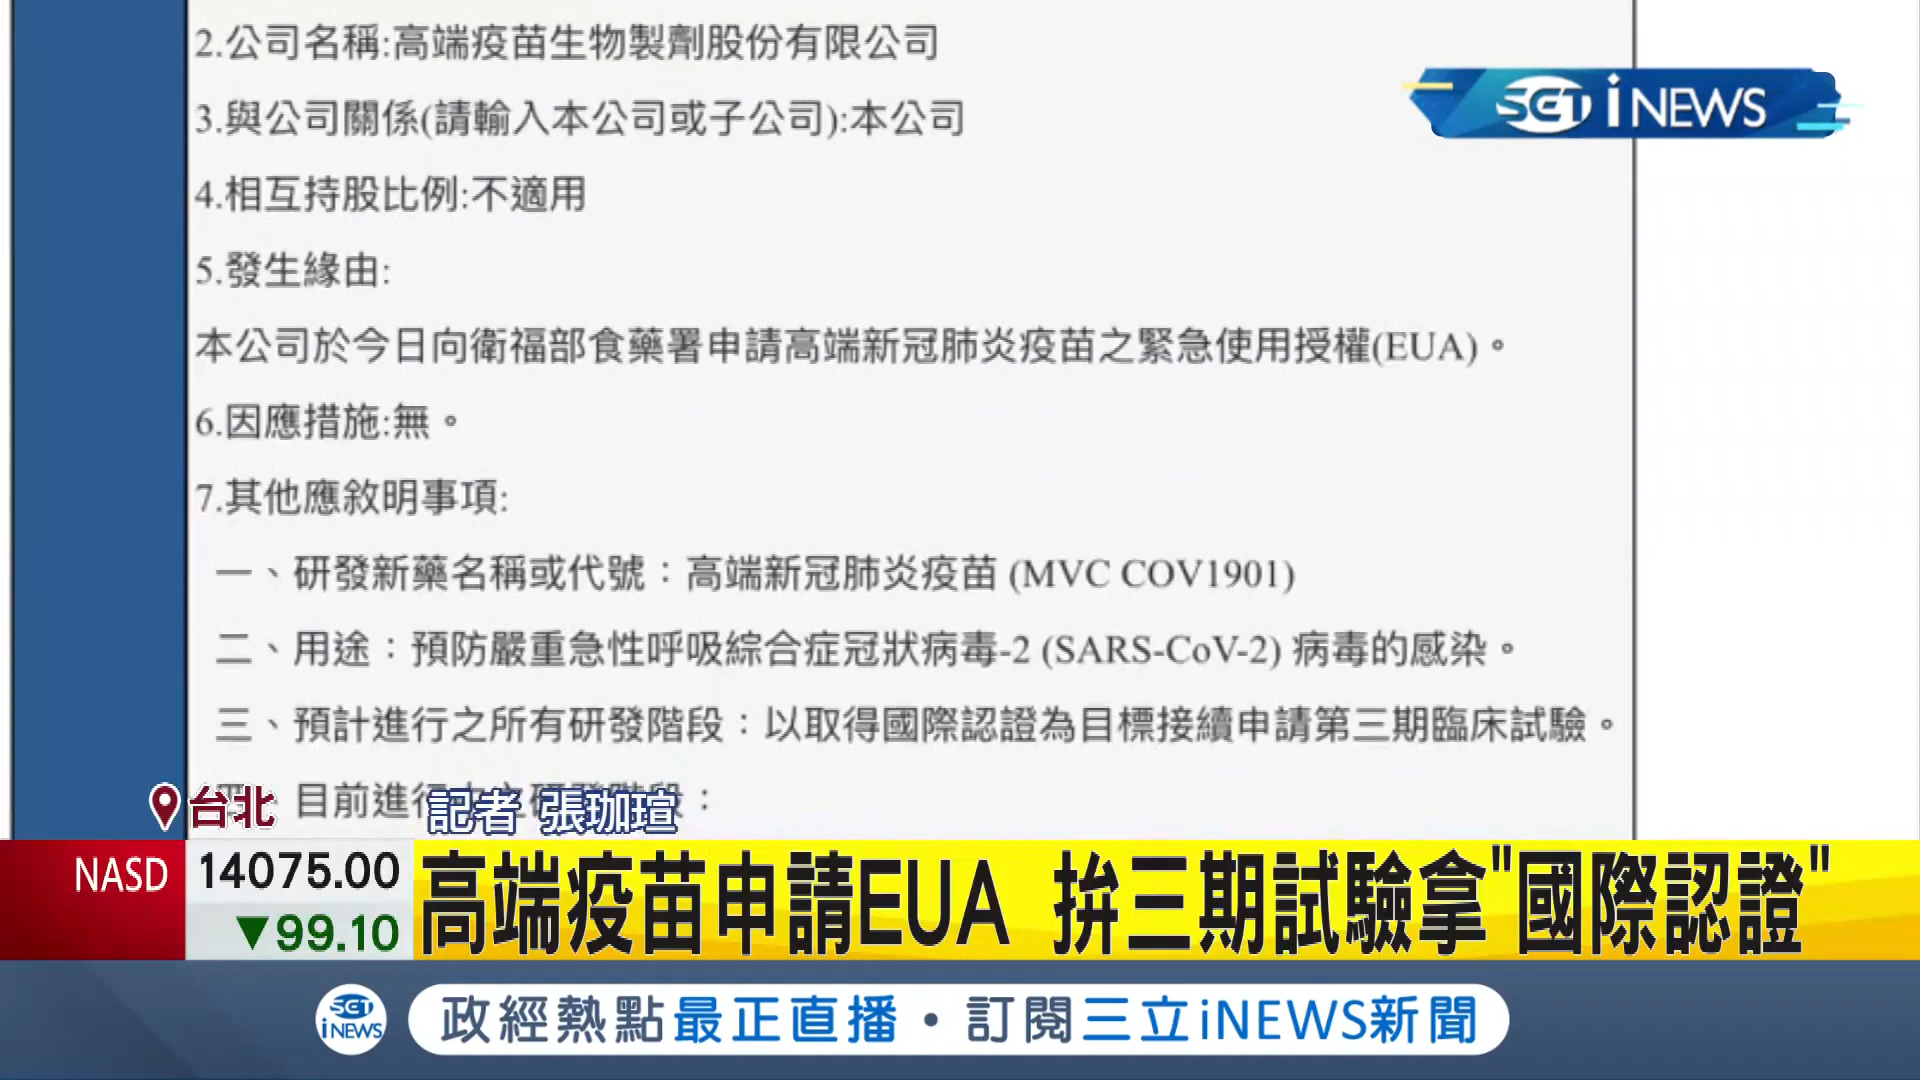 2.公司名稱:高端疫苗生物製劑股份有限公司
3.與公司關係(請輸入本公司或子公司):本公司
SET iNEWS
4.相互持股比例:不適用
5.發生緣由:
本公司於今日向衛福部食藥署申請高端新冠肺炎疫苗之緊急使用授權(EUA)。
6.因應措施:無。
7.其他應敘明事項:
一、研發新藥名稱或代號：高端新冠肺炎疫苗 (MVC COV1901)
二、用途：預防嚴重急性呼吸綜合症冠狀病毒-2 (SARS-CoV-2) 病毒的感染。
三、預計進行之所有研發階段：以取得國際認證為目標接續申請第三期臨床試驗。
目前進行 研發階段：
台北
記者 張珈瑄
NASD 14075.00
▼99.10
高端疫苗申請EUA 拚三期試驗拿"國際認證"
SET iNEWS
政經熱點最正直播・訂閱三立iNEWS新聞